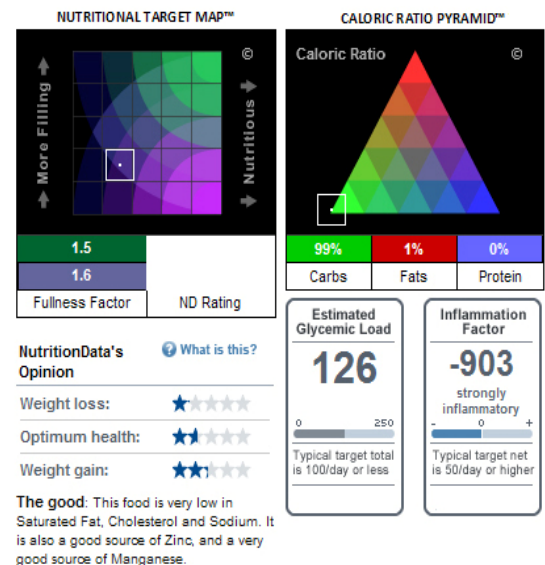 NUTRITIONAL TARGET MAP™
CALORIC RATIO PYRAMID™
©
More Filling
Nutritious
Caloric Ratio
©
1.5
1.6
Fullness Factor
ND Rating
99%
1%
0%
Carbs
Fats
Protein
NutritionData's
Opinion
What is this?
Weight loss:
Optimum health:
Weight gain:
The good: This food is very low in
Saturated Fat, Cholesterol and Sodium. It
is also a good source of Zinc, and a very
good source of Manganese.
Estimated
Glycemic Load
126
0 250
Typical target total
is 100/day or less
Inflammation
Factor
-903
strongly
inflammatory
- 0 +
Typical target net
is 50/day or higher